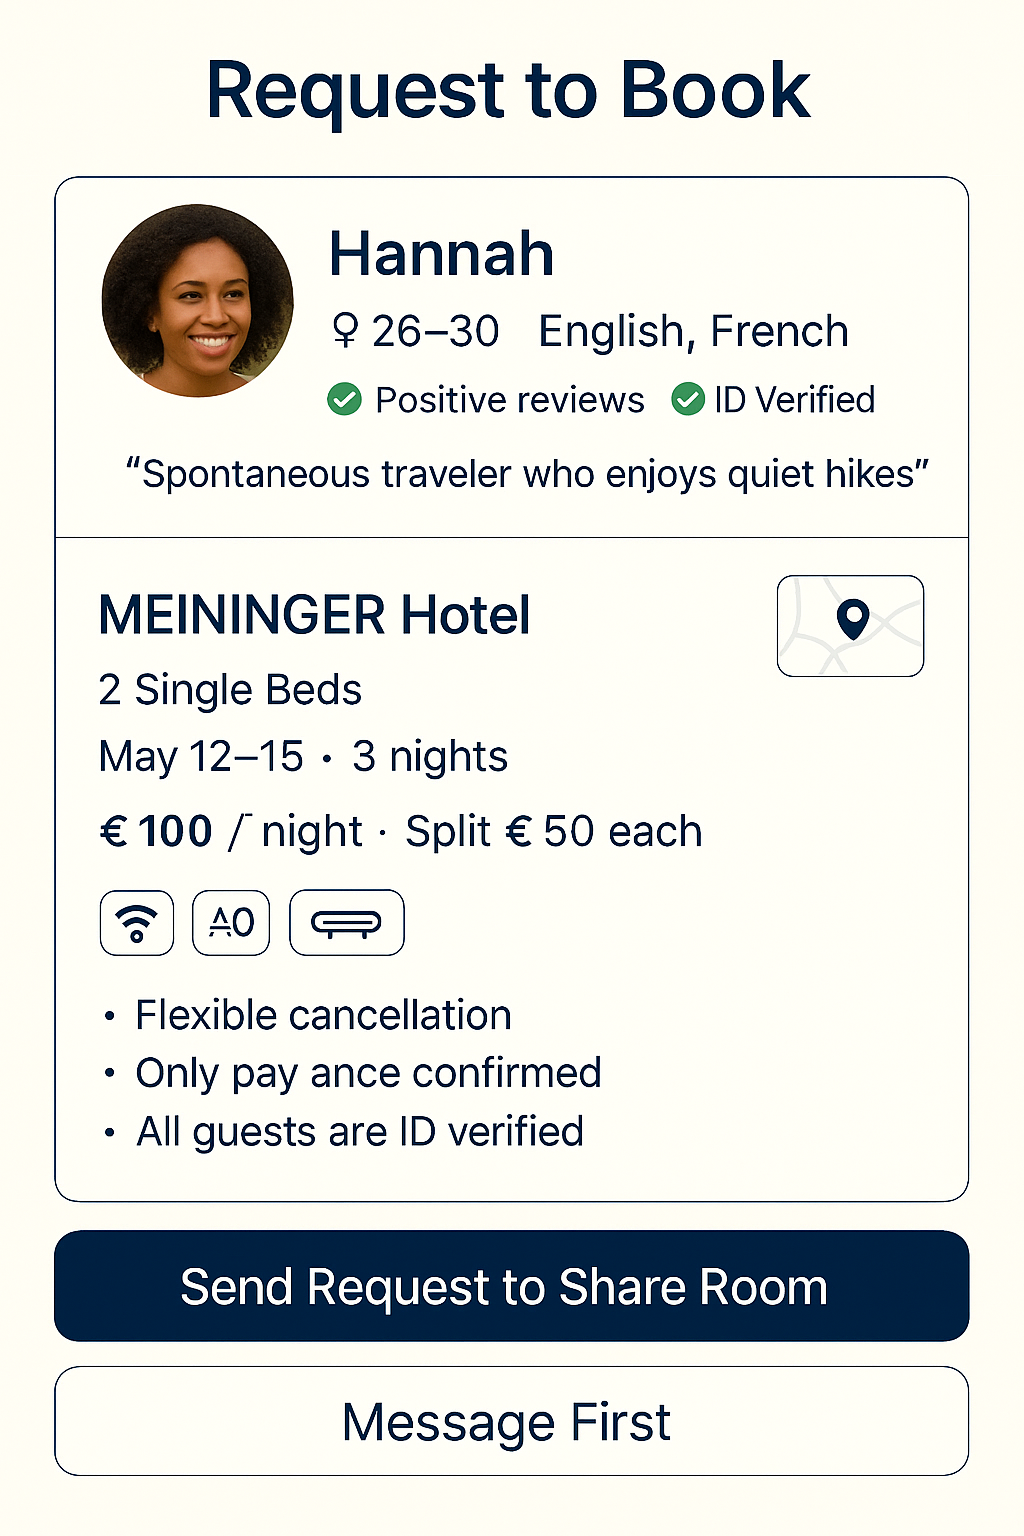 Request to Book
Hannah
♀ 26–30 English, French
Positive reviews ID Verified
“Spontaneous traveler who enjoys quiet hikes”
MEININGER Hotel
2 Single Beds
May 12–15 • 3 nights
€ 100 / night · Split € 50 each
• Flexible cancellation
• Only pay ance confirmed
• All guests are ID verified
Send Request to Share Room
Message First